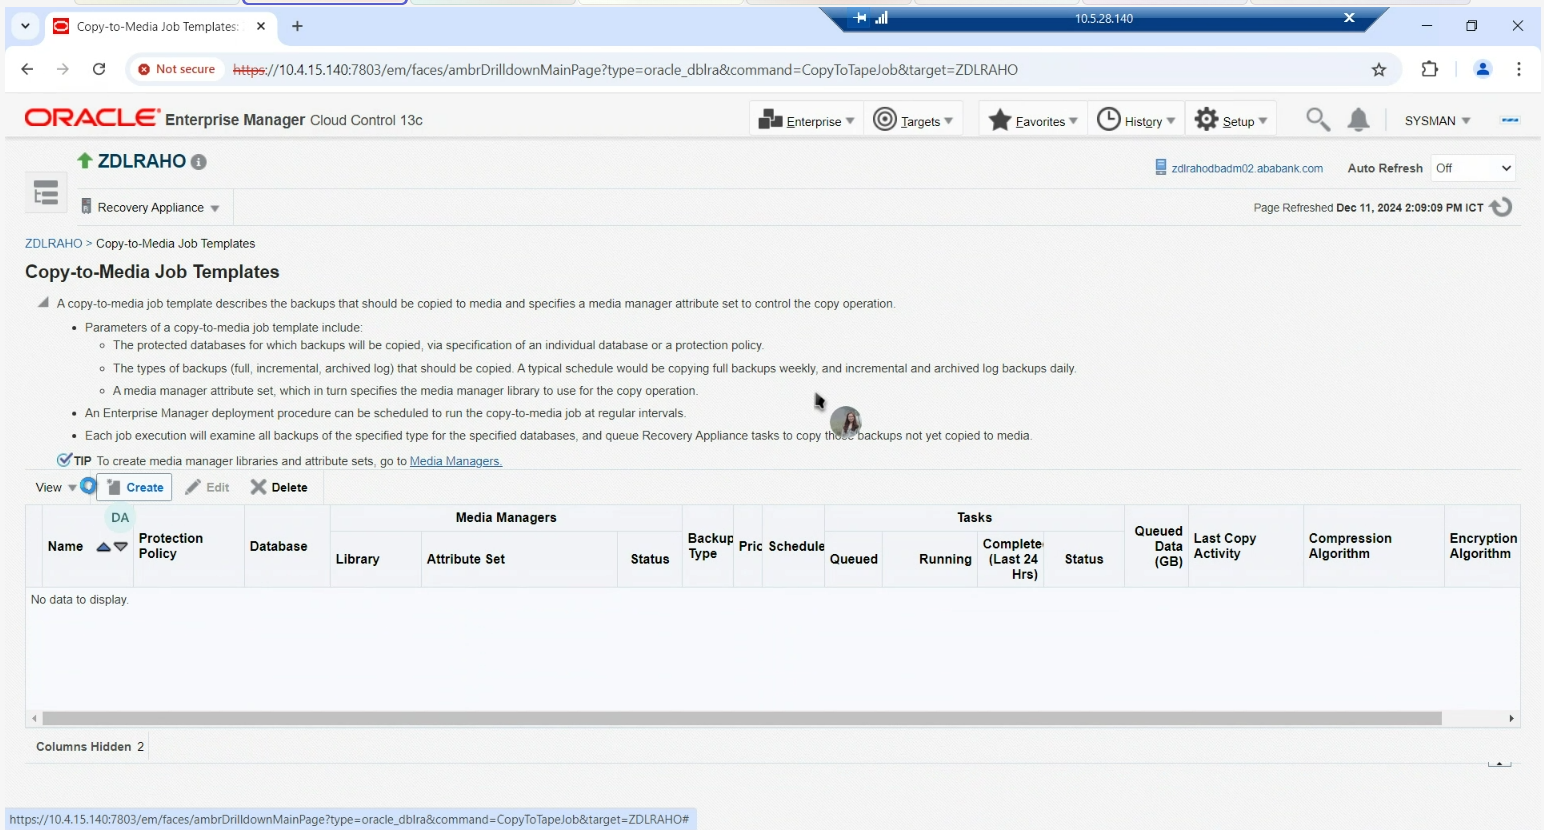 Copy-to-Media Job Templates:
10.5.28.140
Not secure https://10.4.15.140:7803/em/faces/ambrDrilldownMainPage?type=oracle_dblra&command=CopyToTapeJob&target=ZDLRAHO
ORACLE Enterprise Manager Cloud Control 13c
Enterprise Targets Favorites History Setup SYSMAN
ZDLRAHO
zdlrahodbadm02.ababank.com Auto Refresh Off
Recovery Appliance
Page Refreshed Dec 11, 2024 2:09:09 PM ICT
ZDLRAHO > Copy-to-Media Job Templates
Copy-to-Media Job Templates
A copy-to-media job template describes the backups that should be copied to media and specifies a media manager attribute set to control the copy operation.
Parameters of a copy-to-media job template include:
The protected databases for which backups will be copied, via specification of an individual database or a protection policy.
The types of backups (full, incremental, archived log) that should be copied. A typical schedule would be copying full backups weekly, and incremental and archived log backups daily.
A media manager attribute set, which in turn specifies the media manager library to use for the copy operation.
An Enterprise Manager deployment procedure can be scheduled to run the copy-to-media job at regular intervals.
Each job execution will examine all backups of the specified type for the specified databases, and queue Recovery Appliance tasks to copy those backups not yet copied to media.
TIP To create media manager libraries and attribute sets, go to Media Managers.
View Create Edit Delete
DA
Media Managers
Tasks
Name
Protection
Policy
Database
Library
Attribute Set
Status
Backup
Type
Pric
Schedule
Queued
Running
Complete
(Last 24
Hrs)
Status
Queued
Data
(GB)
Last Copy
Activity
Compression
Algorithm
Encryption
Algorithm
No data to display.
Columns Hidden 2
https://10.4.15.140:7803/em/faces/ambrDrilldownMainPage?type=oracle_dblra&command=CopyToTapeJob&target=ZDLRAHO#